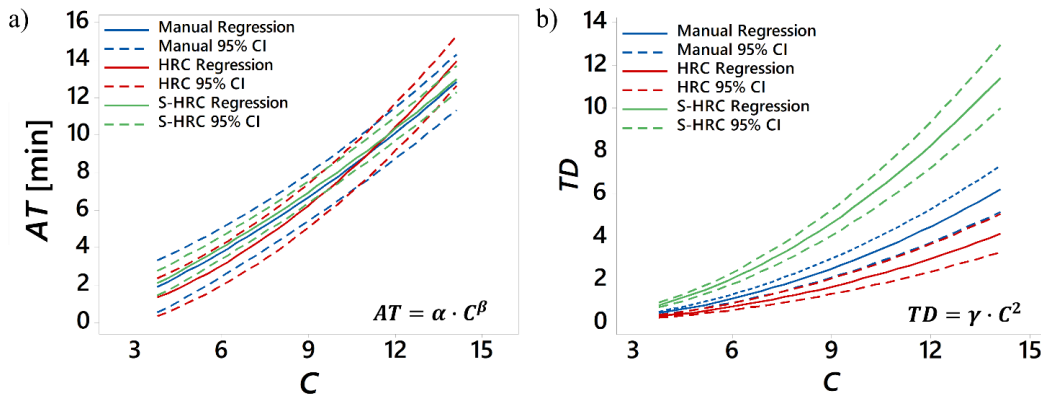 a)
16
14
12
10
8
6
4
2
0
AT [min]
Manual Regression
Manual 95% CI
HRC Regression
HRC 95% CI
S-HRC Regression
S-HRC 95% CI
AT = α · C^β
3 6 9 12 15
C
b)
14
12
10
8
6
4
2
0
TD
Manual Regression
Manual 95% CI
HRC Regression
HRC 95% CI
S-HRC Regression
S-HRC 95% CI
TD = γ · C²
3 6 9 12 15
C